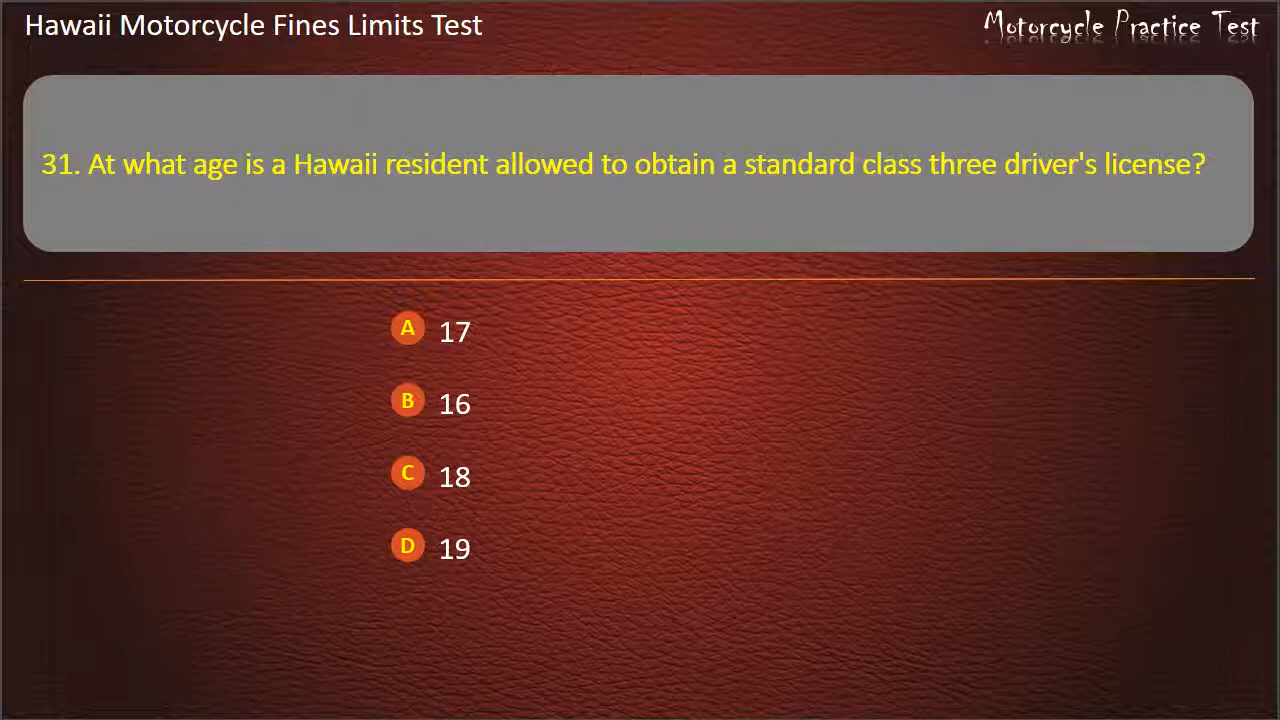 Hawaii Motorcycle Fines Limits Test
Motorcycle Practice Test
31. At what age is a Hawaii resident allowed to obtain a standard class three driver's license?
A 17
B 16
C 18
D 19